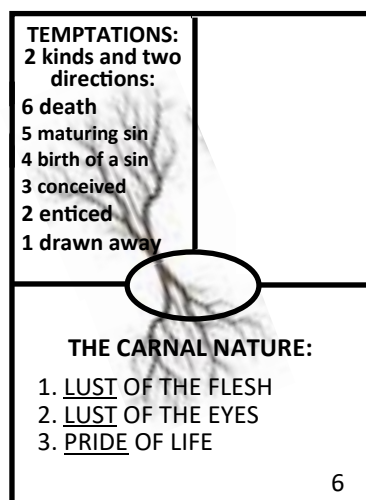 TEMPTATIONS:
2 kinds and two
directions:
6 death
5 maturing sin
4 birth of a sin
3 conceived
2 enticed
1 drawn away
THE CARNAL NATURE:
1. LUST OF THE FLESH
2. LUST OF THE EYES
3. PRIDE OF LIFE
6